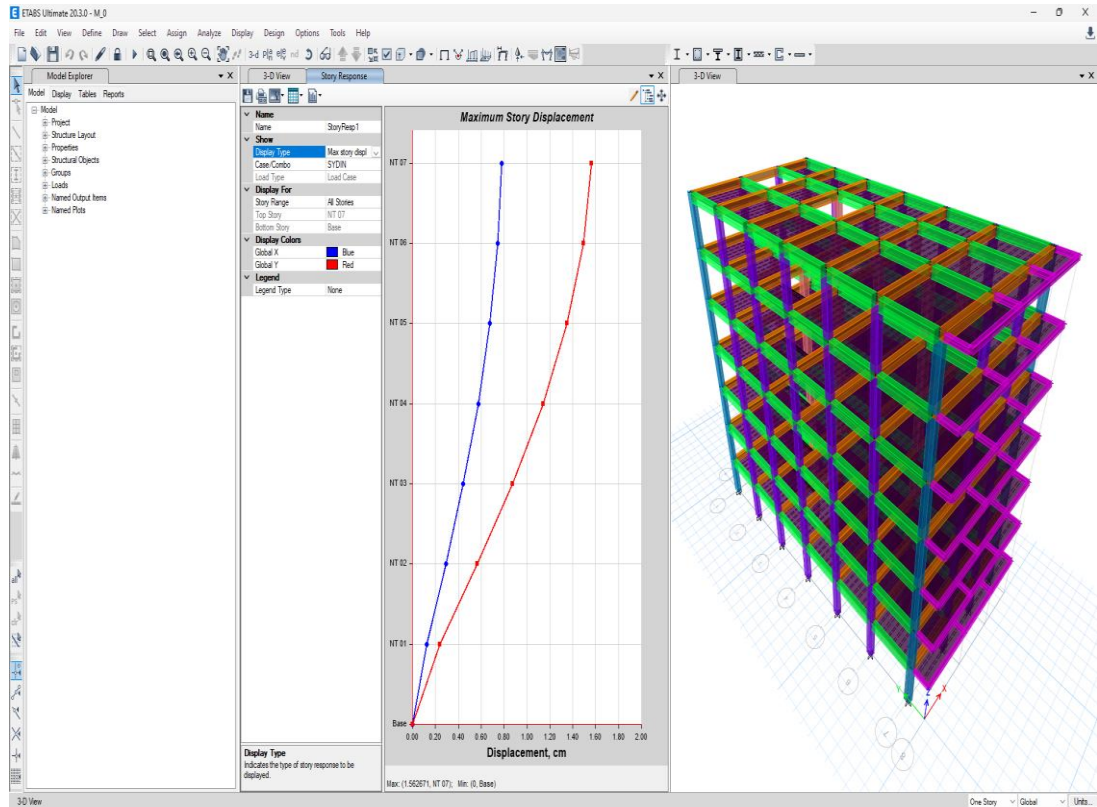 ETABS Ultimate 20.3.0 - M_0
File Edit View Define Draw Select Assign Analyze Display Design Options Tools Help
3-d
nd
Model Explorer
Model Display Tables Reports
Model
Project
Structure Layout
Properties
Structural Objects
Groups
Loads
Named Output Items
Named Plots
3-D View Story Response
Name
Name StoryResp1
Show
Display Type Max story displ
Case/Combo SYDIN
Load Type Load Case
Display For
Story Range All Stories
Top Story NT 07
Bottom Story Base
Display Colors
Global X Blue
Global Y Red
Legend
Legend Type None
Display Type
Indicates the type of story response to be
displayed.
Maximum Story Displacement
NT 07
NT 06
NT 05
NT 04
NT 03
NT 02
NT 01
Base
0.00 0.20 0.40 0.60 0.80 1.00 1.20 1.40 1.60 1.80 2.00
Displacement, cm
Max: (1.562671, NT 07); Min: (0, Base)
3-D View
X
Y
Z
3-D View
One Story Global Units...